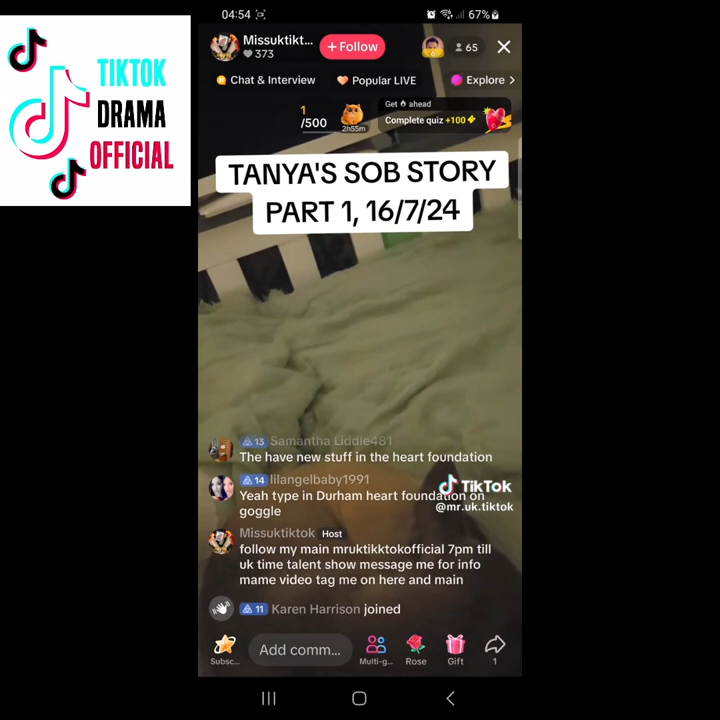 04:54
67%
TIKTOK
DRAMA
OFFICIAL
Missuktikt...
+ Follow
373
65
Chat & Interview
Popular LIVE
Explore >
Get ahead
1
/500
Complete quiz +100
2h55m
TANYA'S SOB STORY
PART 1, 16/7/24
13 Samantha Liddie481
The have new stuff in the heart foundation
14 lilangelbaby1991
Yeah type in Durham heart foundation on
goggle
TikTok
@mr.uk.tiktok
Missuktiktok Host
follow my main mruktikktokofficial 7pm till
uk time talent show message me for info
mame video tag me on here and main
11 Karen Harrison joined
Add comm...
Subsc...
Multi-g...
Rose
Gift
1